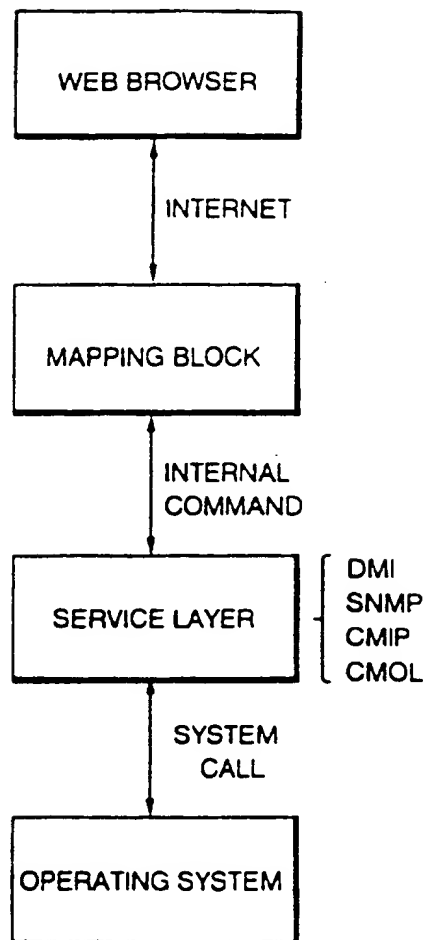 WEB BROWSER
INTERNET
MAPPING BLOCK
INTERNAL
COMMAND
SERVICE LAYER
DMI
SNMP
CMIP
CMOL
SYSTEM
CALL
OPERATING SYSTEM